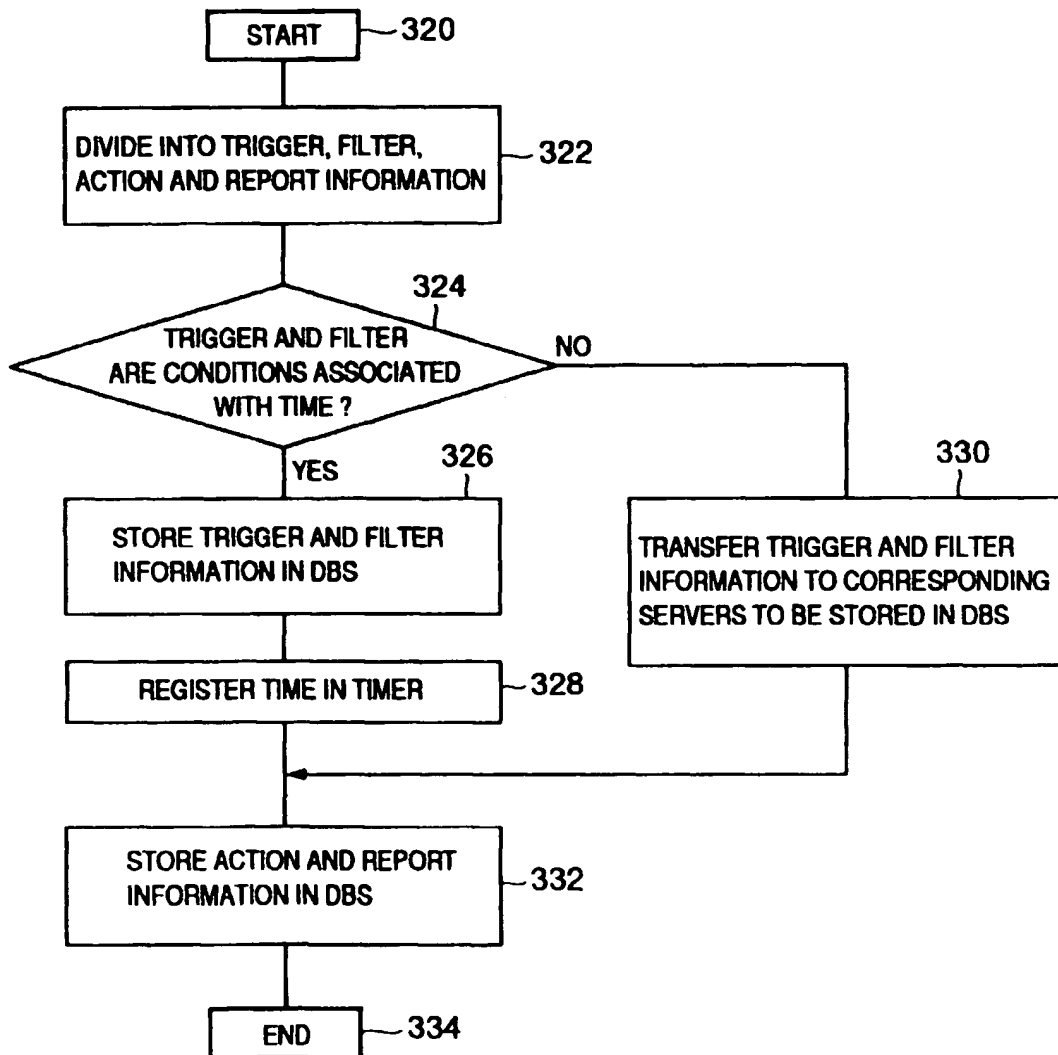 START
320
DIVIDE INTO TRIGGER, FILTER,
ACTION AND REPORT INFORMATION
322
324
TRIGGER AND FILTER
ARE CONDITIONS ASSOCIATED
WITH TIME ?
NO
YES
326
STORE TRIGGER AND FILTER
INFORMATION IN DBS
330
TRANSFER TRIGGER AND FILTER
INFORMATION TO CORRESPONDING
SERVERS TO BE STORED IN DBS
REGISTER TIME IN TIMER
328
STORE ACTION AND REPORT
INFORMATION IN DBS
332
END
334